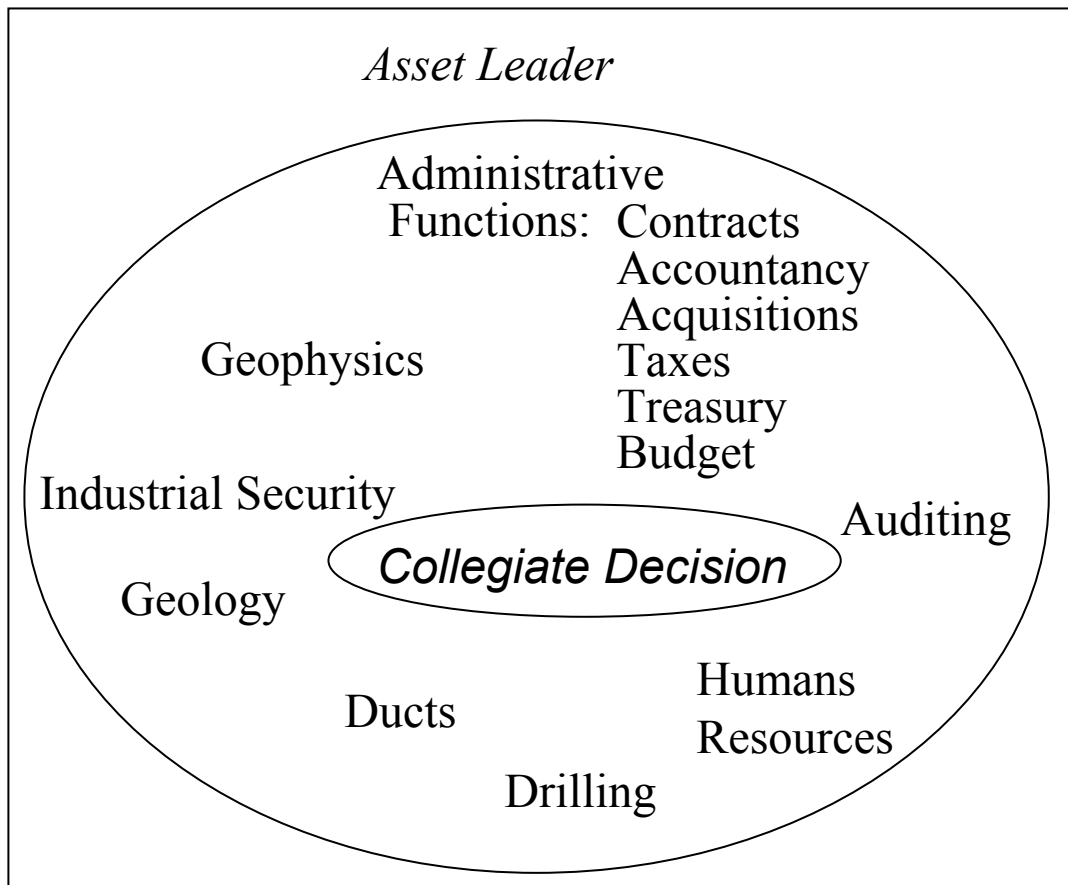 Asset Leader
Administrative
Functions: Contracts
Accountancy
Acquisitions
Taxes
Treasury
Budget
Geophysics
Industrial Security
Auditing
Collegiate Decision
Geology
Humans
Resources
Ducts
Drilling